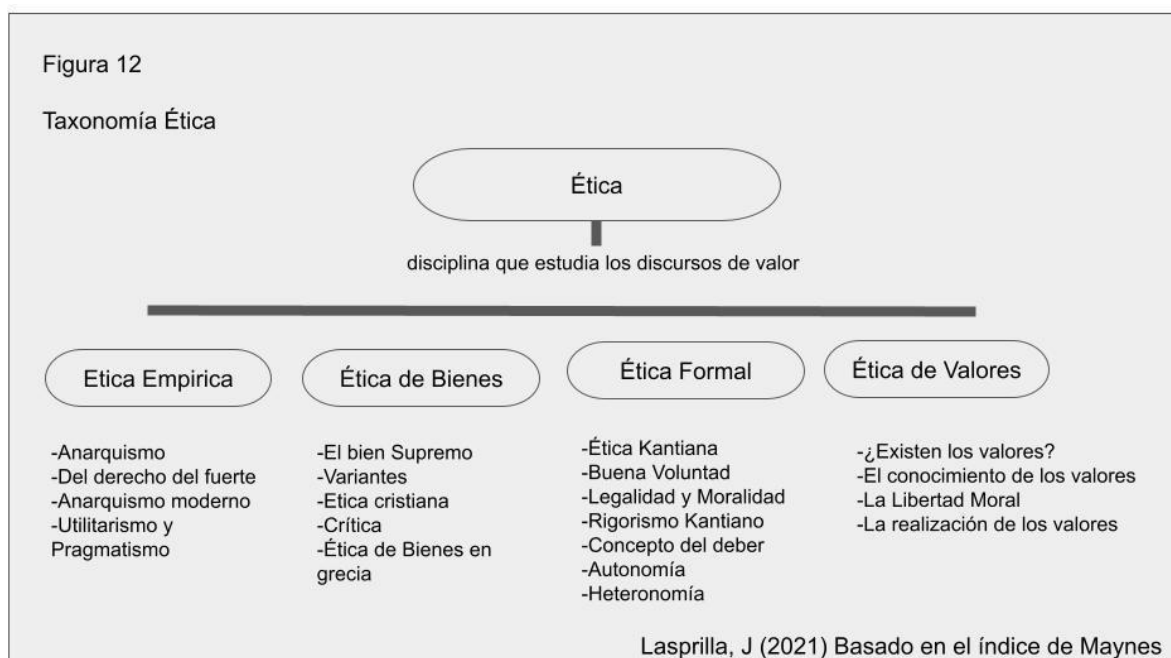 Figura 12
Taxonomía Ética
Ética
disciplina que estudia los discursos de valor
Etica Empirica
-Anarquismo
-Del derecho del fuerte
-Anarquismo moderno
-Utilitarismo y
Pragmatismo
Ética de Bienes
-El bien Supremo
-Variantes
-Etica cristiana
-Crítica
-Ética de Bienes en
grecia
Ética Formal
-Ética Kantiana
-Buena Voluntad
-Legalidad y Moralidad
-Rigorismo Kantiano
-Concepto del deber
-Autonomía
-Heteronomía
Ética de Valores
-¿Existen los valores?
-El conocimiento de los valores
-La Libertad Moral
-La realización de los valores
Lasprilla, J (2021) Basado en el índice de Maynes